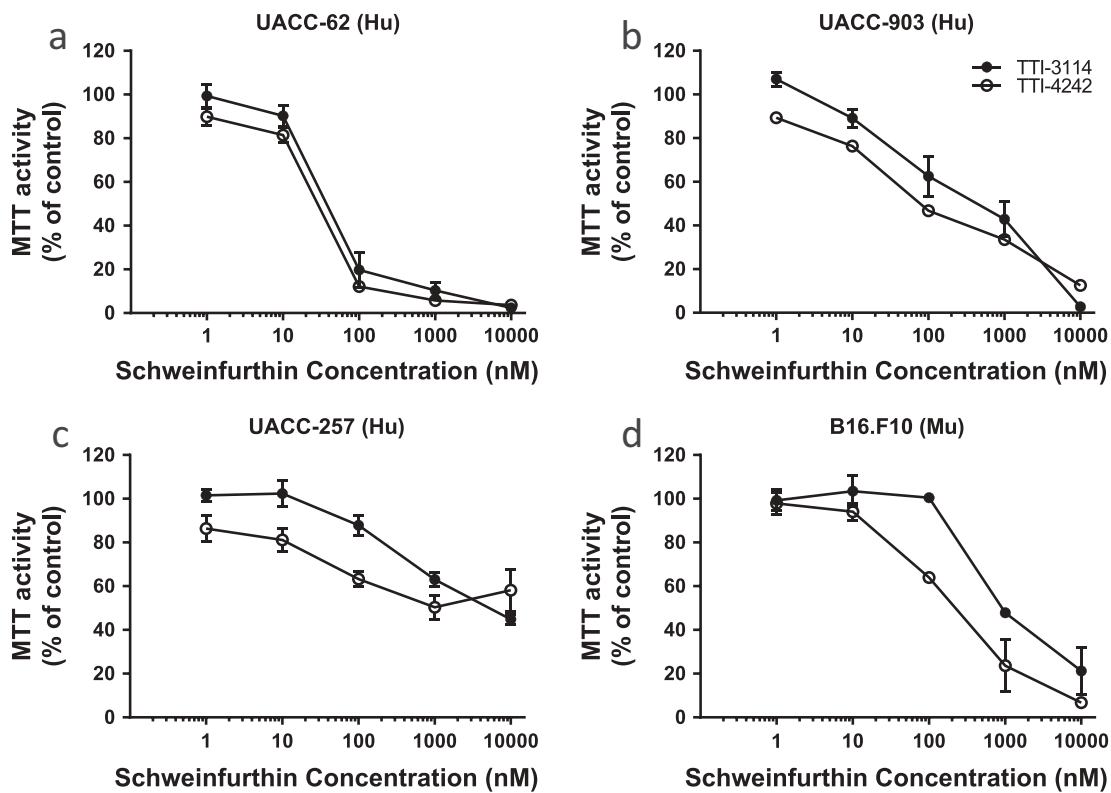 a
UACC-62 (Hu)
120
100
80
60
40
20
0
MTT activity
(% of control)
1 10 100 1000 10000
Schweinfurthin Concentration (nM)
b
UACC-903 (Hu)
TTI-3114
TTI-4242
120
100
80
60
40
20
0
MTT activity
(% of control)
1 10 100 1000 10000
Schweinfurthin Concentration (nM)
c
UACC-257 (Hu)
120
100
80
60
40
20
0
MTT activity
(% of control)
1 10 100 1000 10000
Schweinfurthin Concentration (nM)
d
B16.F10 (Mu)
120
100
80
60
40
20
0
MTT activity
(% of control)
1 10 100 1000 10000
Schweinfurthin Concentration (nM)